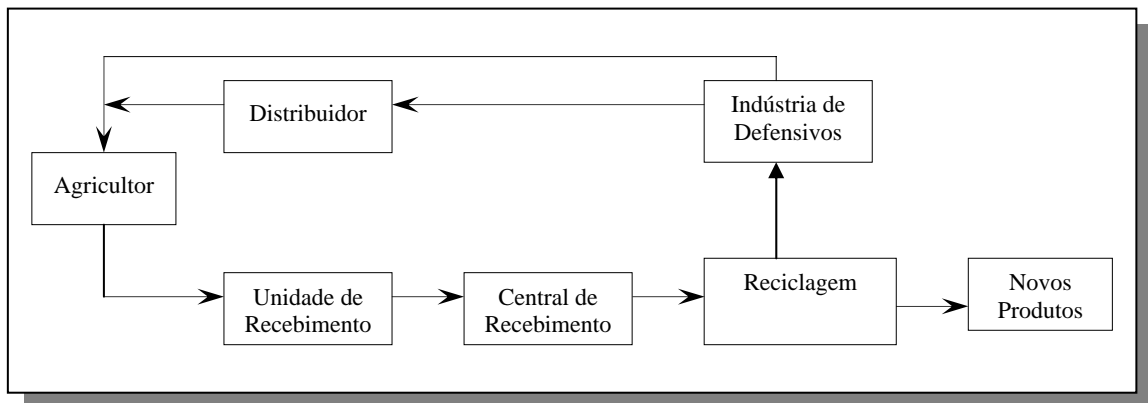 Indústria de
Defensivos
Distribuidor
Agricultor
Unidade de
Recebimento
Central de
Recebimento
Reciclagem
Novos
Produtos